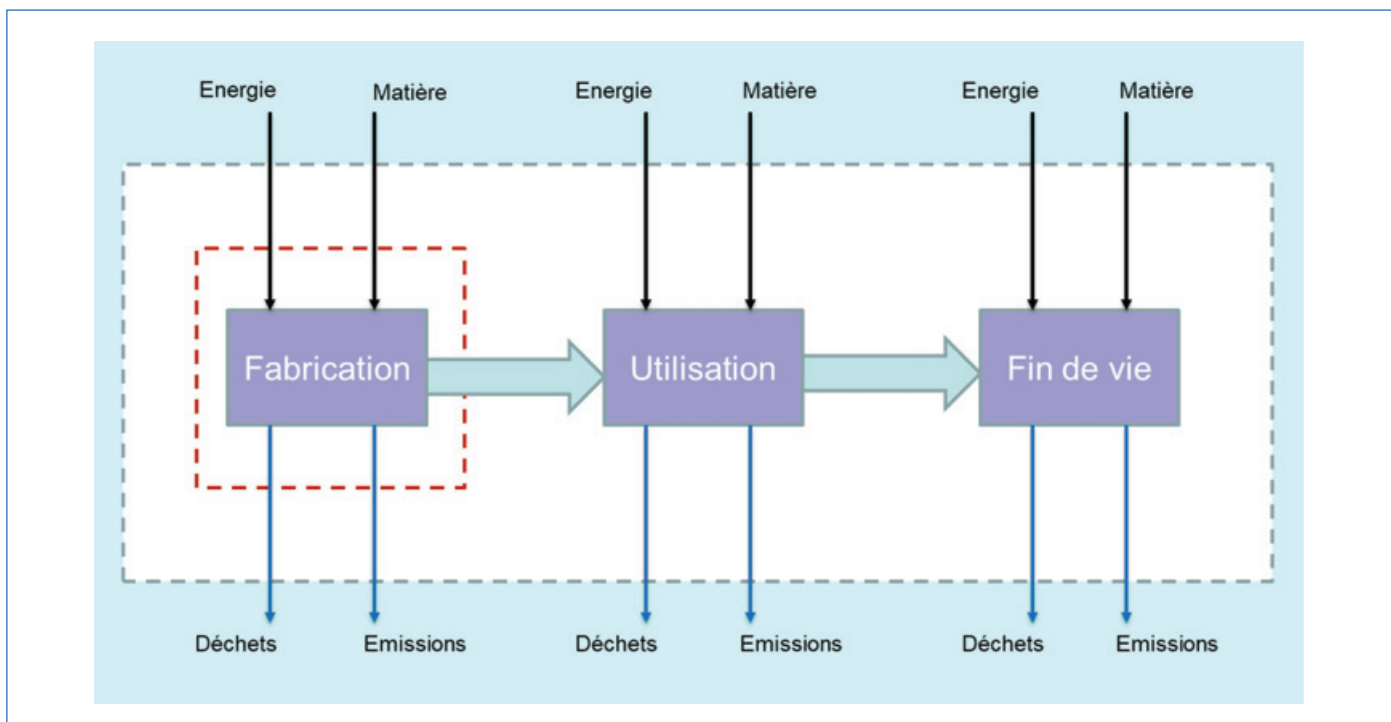 Energie Matière Energie Matière Energie Matière
Fabrication Utilisation Fin de vie
Déchets Emissions Déchets Emissions Déchets Emissions